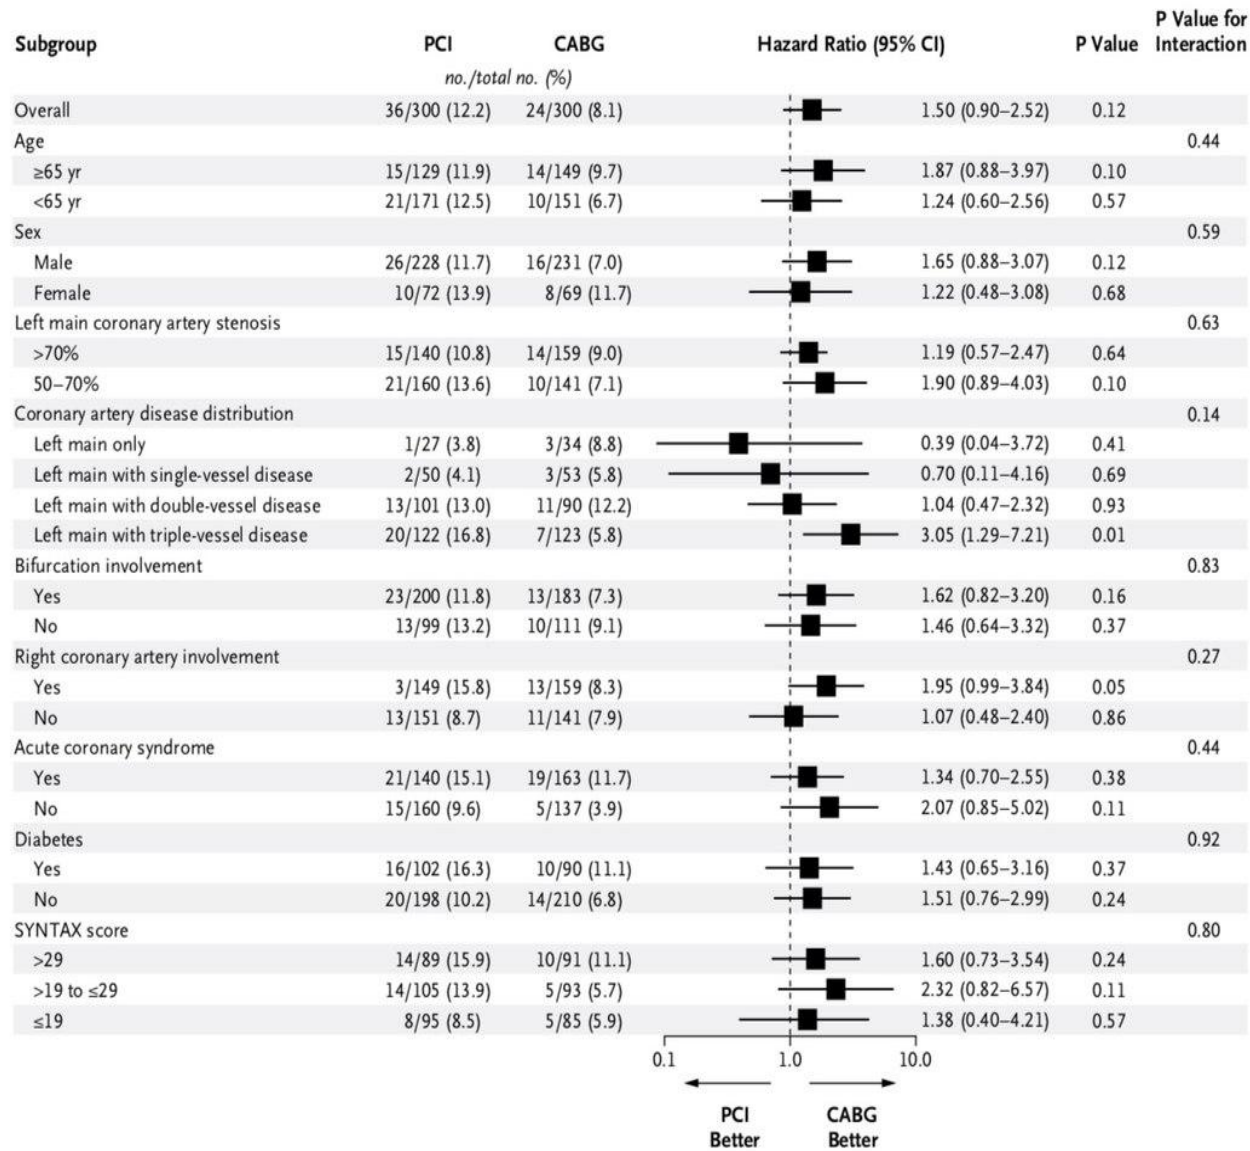 Subgroup PCI CABG Hazard Ratio (95% CI) P Value P Value for Interaction
no./total no. (%)
Overall 36/300 (12.2) 24/300 (8.1) 1.50 (0.90–2.52) 0.12
Age 0.44
≥65 yr 15/129 (11.9) 14/149 (9.7) 1.87 (0.88–3.97) 0.10
<65 yr 21/171 (12.5) 10/151 (6.7) 1.24 (0.60–2.56) 0.57
Sex 0.59
Male 26/228 (11.7) 16/231 (7.0) 1.65 (0.88–3.07) 0.12
Female 10/72 (13.9) 8/69 (11.7) 1.22 (0.48–3.08) 0.68
Left main coronary artery stenosis 0.63
>70% 15/140 (10.8) 14/159 (9.0) 1.19 (0.57–2.47) 0.64
50–70% 21/160 (13.6) 10/141 (7.1) 1.90 (0.89–4.03) 0.10
Coronary artery disease distribution 0.14
Left main only 1/27 (3.8) 3/34 (8.8) 0.39 (0.04–3.72) 0.41
Left main with single-vessel disease 2/50 (4.1) 3/53 (5.8) 0.70 (0.11–4.16) 0.69
Left main with double-vessel disease 13/101 (13.0) 11/90 (12.2) 1.04 (0.47–2.32) 0.93
Left main with triple-vessel disease 20/122 (16.8) 7/123 (5.8) 3.05 (1.29–7.21) 0.01
Bifurcation involvement 0.83
Yes 23/200 (11.8) 13/183 (7.3) 1.62 (0.82–3.20) 0.16
No 13/99 (13.2) 10/111 (9.1) 1.46 (0.64–3.32) 0.37
Right coronary artery involvement 0.27
Yes 3/149 (15.8) 13/159 (8.3) 1.95 (0.99–3.84) 0.05
No 13/151 (8.7) 11/141 (7.9) 1.07 (0.48–2.40) 0.86
Acute coronary syndrome 0.44
Yes 21/140 (15.1) 19/163 (11.7) 1.34 (0.70–2.55) 0.38
No 15/160 (9.6) 5/137 (3.9) 2.07 (0.85–5.02) 0.11
Diabetes 0.92
Yes 16/102 (16.3) 10/90 (11.1) 1.43 (0.65–3.16) 0.37
No 20/198 (10.2) 14/210 (6.8) 1.51 (0.76–2.99) 0.24
SYNTAX score 0.80
>29 14/89 (15.9) 10/91 (11.1) 1.60 (0.73–3.54) 0.24
>19 to ≤29 14/105 (13.9) 5/93 (5.7) 2.32 (0.82–6.57) 0.11
≤19 8/95 (8.5) 5/85 (5.9) 1.38 (0.40–4.21) 0.57
0.1 1.0 10.0
PCI CABG
Better Better